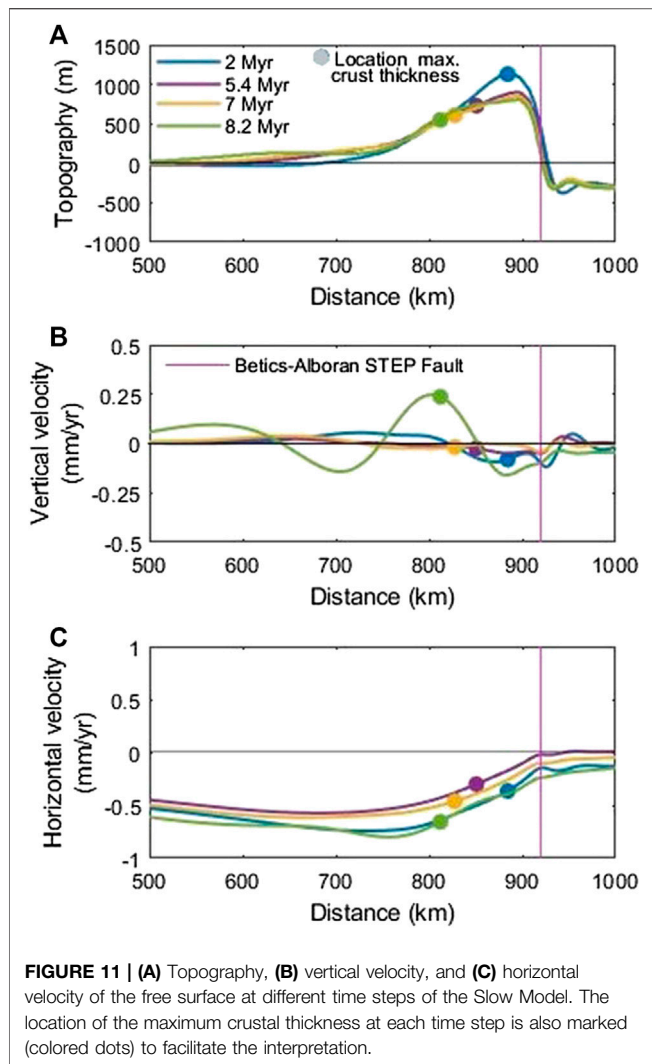 A
Topography (m)
1500
1000
500
0
-500
-1000
2 Myr
5.4 Myr
7 Myr
8.2 Myr
Location max.
crust thickness
500 600 700 800 900 1000
Distance (km)
B
Vertical velocity
(mm/yr)
0.5
0.25
0
-0.25
-0.5
Betics-Alboran STEP Fault
500 600 700 800 900 1000
Distance (km)
C
Horizontal velocity
(mm/yr)
1
0.5
0
-0.5
-1
500 600 700 800 900 1000
Distance (km)
FIGURE 11 | (A) Topography, (B) vertical velocity, and (C) horizontal
velocity of the free surface at different time steps of the Slow Model. The
location of the maximum crustal thickness at each time step is also marked
(colored dots) to facilitate the interpretation.